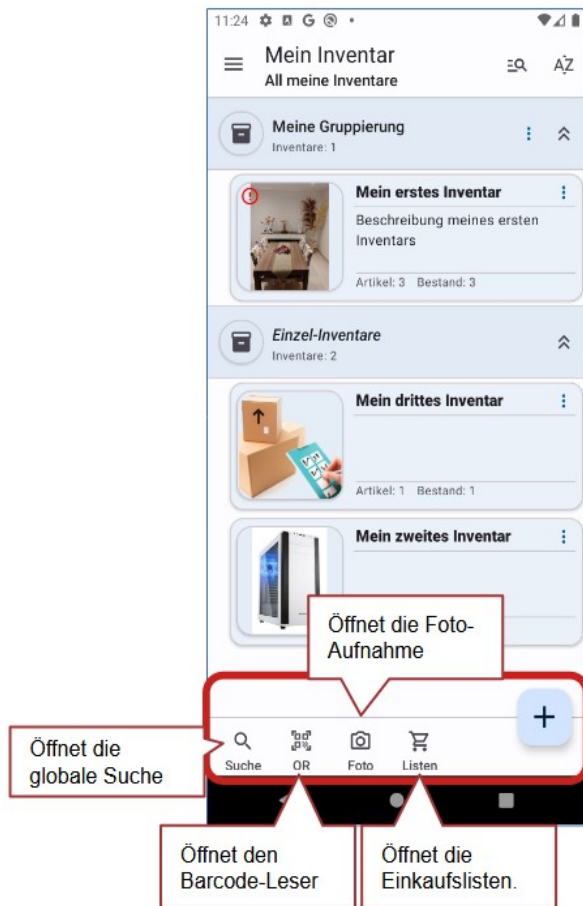 11:24
Mein Inventar
All meine Inventare
AZ
Meine Gruppierung
Inventare: 1
Mein erstes Inventar
Beschreibung meines ersten
Inventars
Artikel: 3 Bestand: 3
Einzel-Inventare
Inventare: 2
Mein drittes Inventar
Artikel: 1 Bestand: 1
Mein zweites Inventar
Öffnet die Foto-
Aufnahme
Öffnet die
globale Suche
Suche QR Foto Listen
Öffnet den
Barcode-Leser
Öffnet die
Einkaufslisten.